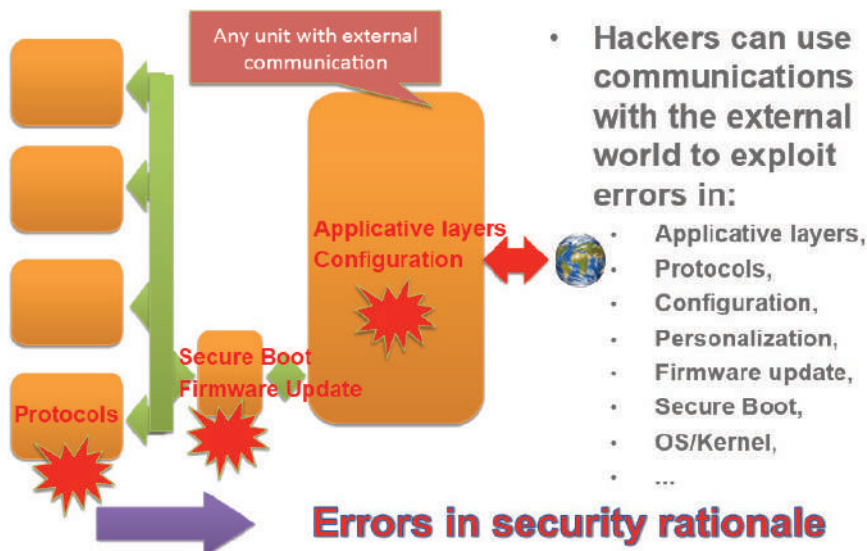 Any unit with external
communication
Applicative layers
Configuration
Secure Boot
Firmware Update
Protocols
• Hackers can use
communications
with the external
world to exploit
errors in:
• Applicative layers,
• Protocols,
• Configuration,
• Personalization,
• Firmware update,
• Secure Boot,
• OS/Kernel,
• ...
Errors in security rationale